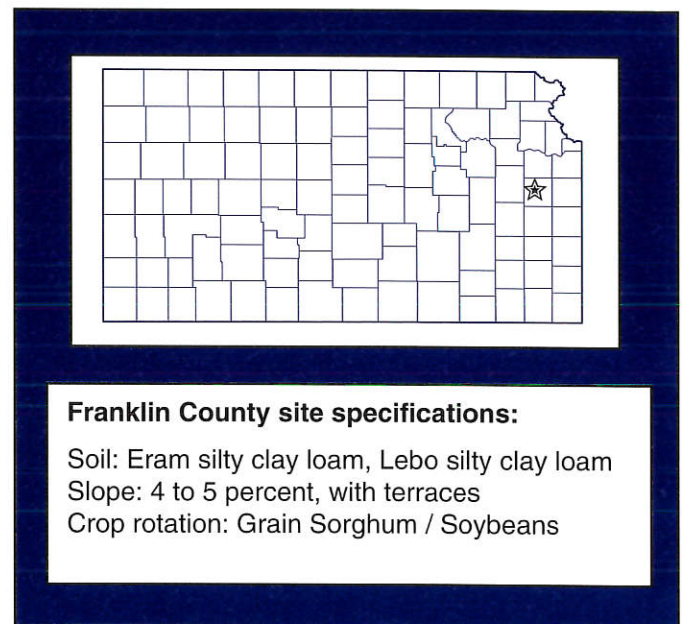 Franklin County site specifications:
Soil: Eram silty clay loam, Lebo silty clay loam
Slope: 4 to 5 percent, with terraces
Crop rotation: Grain Sorghum / Soybeans